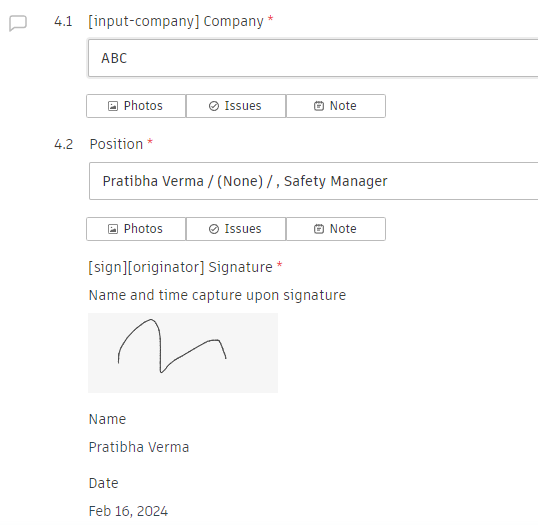 4.1 [input-company] Company *
ABC
Photos Issues Note
4.2 Position *
Pratibha Verma / (None) / , Safety Manager
Photos Issues Note
[sign][originator] Signature *
Name and time capture upon signature
Name
Pratibha Verma
Date
Feb 16, 2024